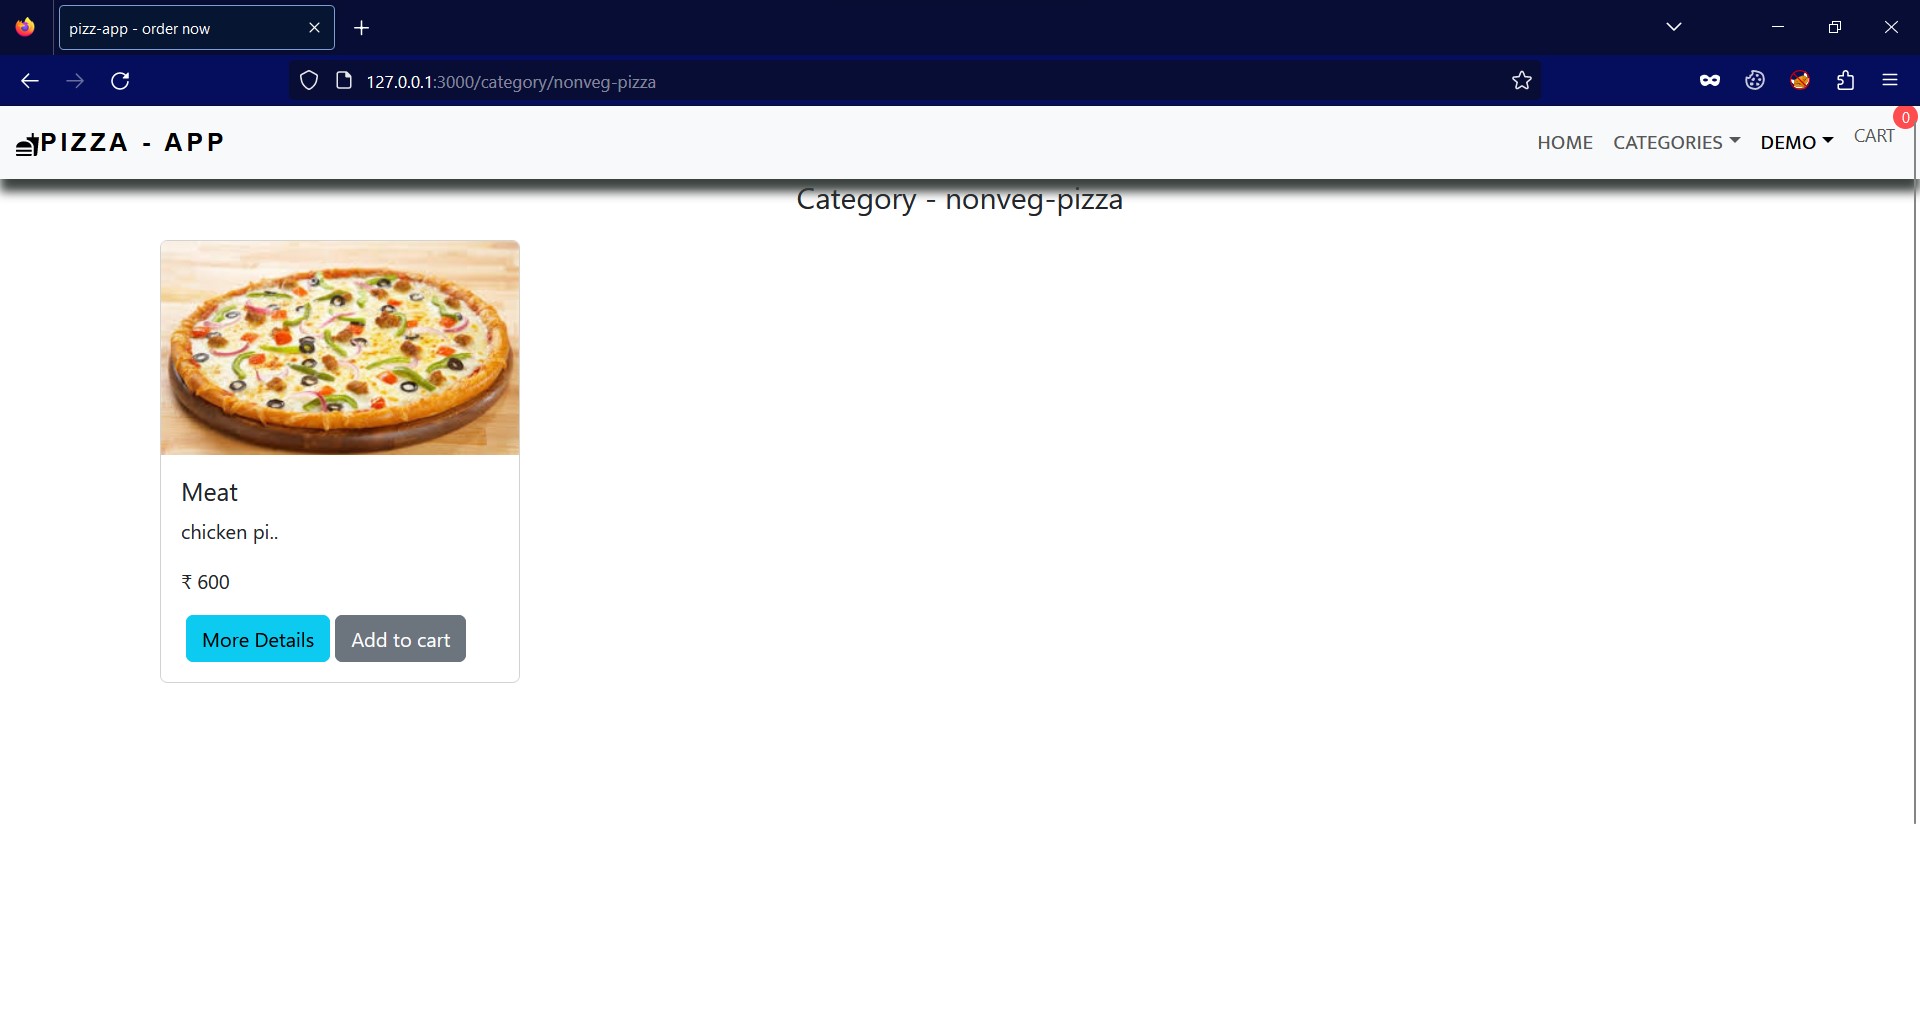 pizz-app - order now
127.0.0.1:3000/category/nonveg-pizza
0
PIZZA - APP
HOME CATEGORIES DEMO CART
Category - nonveg-pizza
Meat
chicken pi..
₹ 600
More Details Add to cart